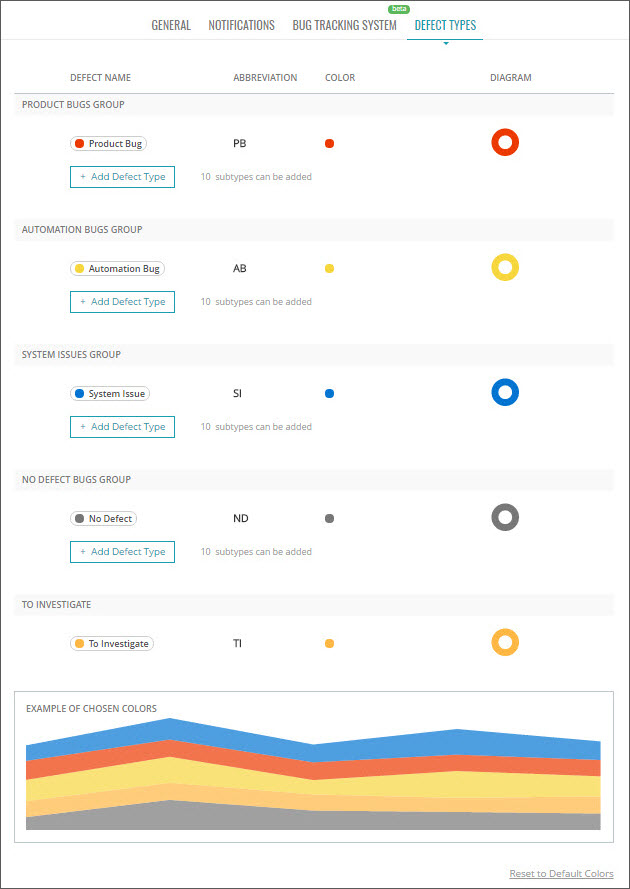 beta
GENERAL NOTIFICATIONS BUG TRACKING SYSTEM DEFECT TYPES
DEFECT NAME ABBREVIATION COLOR DIAGRAM
PRODUCT BUGS GROUP
Product Bug PB
+ Add Defect Type 10 subtypes can be added
AUTOMATION BUGS GROUP
Automation Bug AB
+ Add Defect Type 10 subtypes can be added
SYSTEM ISSUES GROUP
System Issue SI
+ Add Defect Type 10 subtypes can be added
NO DEFECT BUGS GROUP
No Defect ND
+ Add Defect Type 10 subtypes can be added
TO INVESTIGATE
To Investigate TI
EXAMPLE OF CHOSEN COLORS
Reset to Default Colors